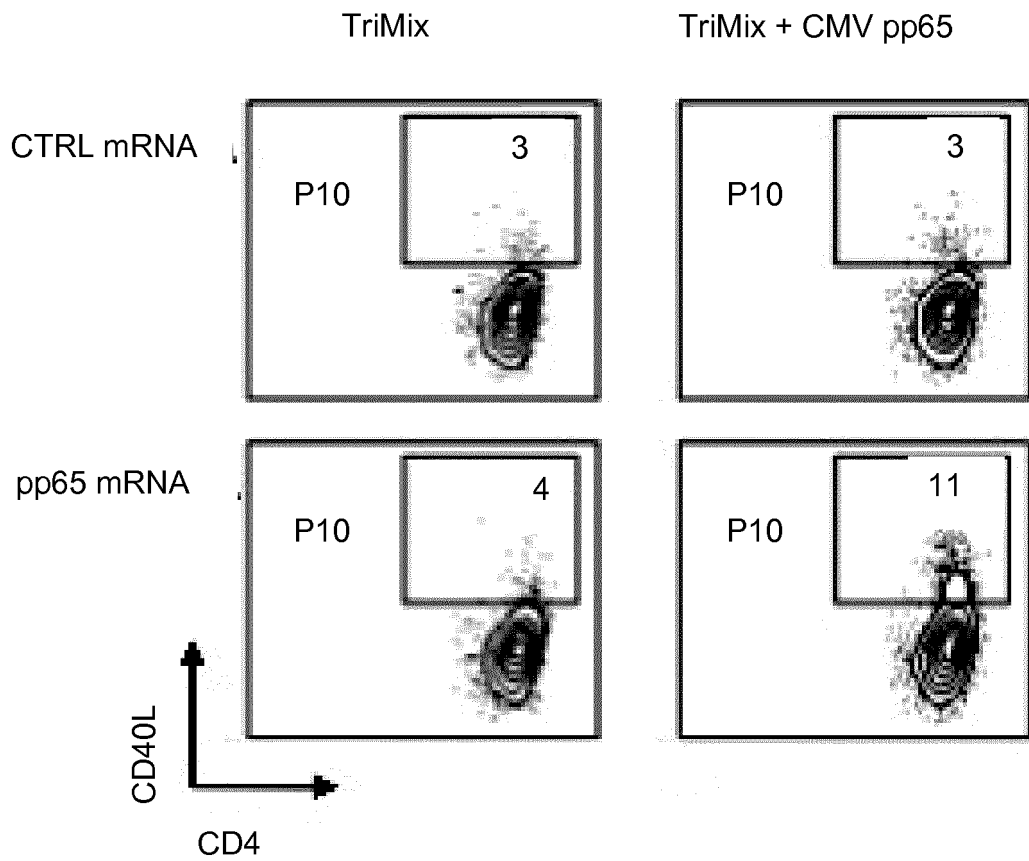 TriMix
TriMix + CMV pp65
CTRL mRNA
3
P10
3
P10
pp65 mRNA
4
P10
11
P10
CD40L
CD4